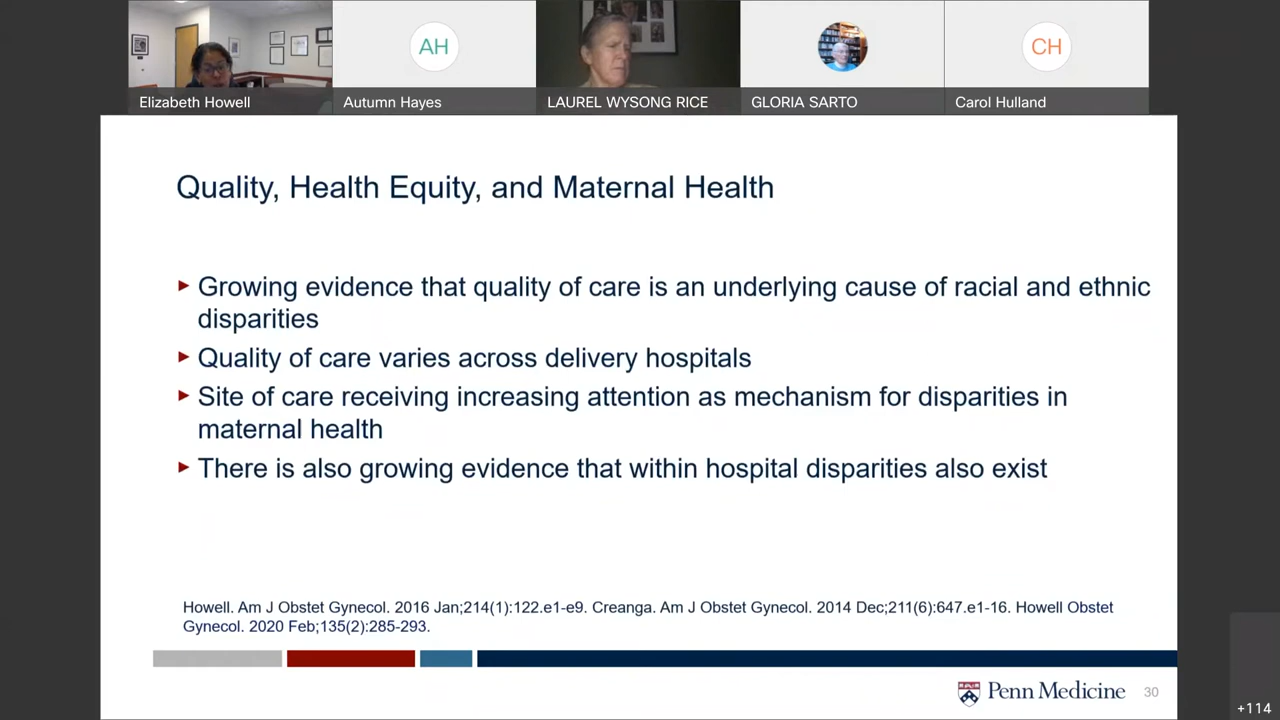 AH
CH
Elizabeth Howell
Autumn Hayes
LAUREL WYSONG RICE
GLORIA SARTO
Carol Hulland
Quality, Health Equity, and Maternal Health
Growing evidence that quality of care is an underlying cause of racial and ethnic
disparities
Quality of care varies across delivery hospitals
Site of care receiving increasing attention as mechanism for disparities in
maternal health
There is also growing evidence that within hospital disparities also exist
Howell. Am J Obstet Gynecol. 2016 Jan;214(1):122.e1-e9. Creanga. Am J Obstet Gynecol. 2014 Dec;211(6):647.e1-16. Howell Obstet
Gynecol. 2020 Feb;135(2):285-293.
Penn Medicine
30
+114